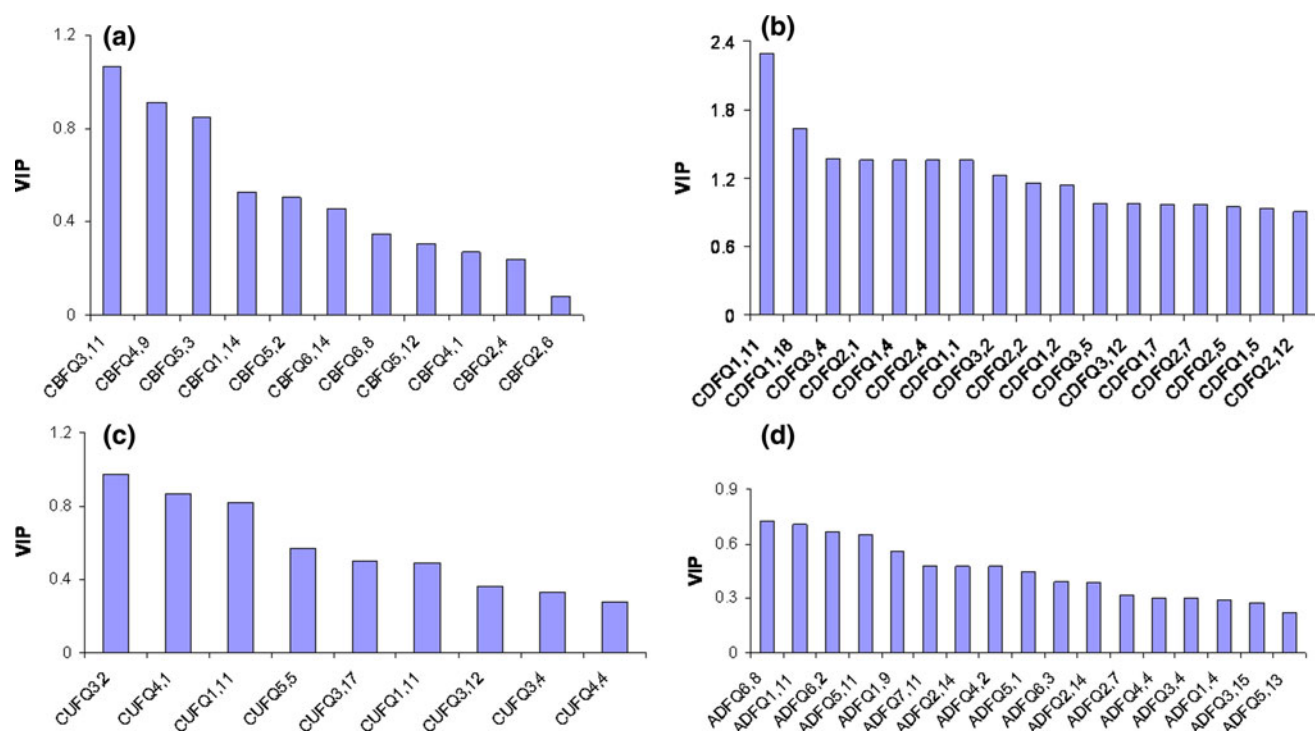 (a)
1.2
0.8
0.4
0
VIP
CBFQ3,11
CBFQ4,9
CBFQ5,3
CBFQ1,14
CBFQ5,2
CBFQ6,14
CBFQ6,8
CBFQ5,12
CBFQ4,1
CBFQ2,4
CBFQ2,6
(b)
2.4
1.8
1.2
0.6
0
VIP
CDFQ1,11
CDFQ1,18
CDFQ3,4
CDFQ2,1
CDFQ1,4
CDFQ2,4
CDFQ1,1
CDFQ3,2
CDFQ2,2
CDFQ1,2
CDFQ3,5
CDFQ3,12
CDFQ1,7
CDFQ2,7
CDFQ2,5
CDFQ1,5
CDFQ2,12
(c)
1.2
0.8
0.4
0
VIP
CUFQ3,2
CUFQ4,1
CUFQ1,11
CUFQ5,5
CUFQ3,17
CUFQ1,11
CUFQ3,12
CUFQ3,4
CUFQ4,4
(d)
0.9
0.6
0.3
0
VIP
ADFQ6,8
ADFQ1,11
ADFQ6,2
ADFQ5,11
ADFQ1,9
ADFQ7,11
ADFQ2,14
ADFQ4,2
ADFQ5,1
ADFQ6,3
ADFQ2,14
ADFQ2,7
ADFQ4,4
ADFQ3,4
ADFQ1,4
ADFQ3,15
ADFQ5,13